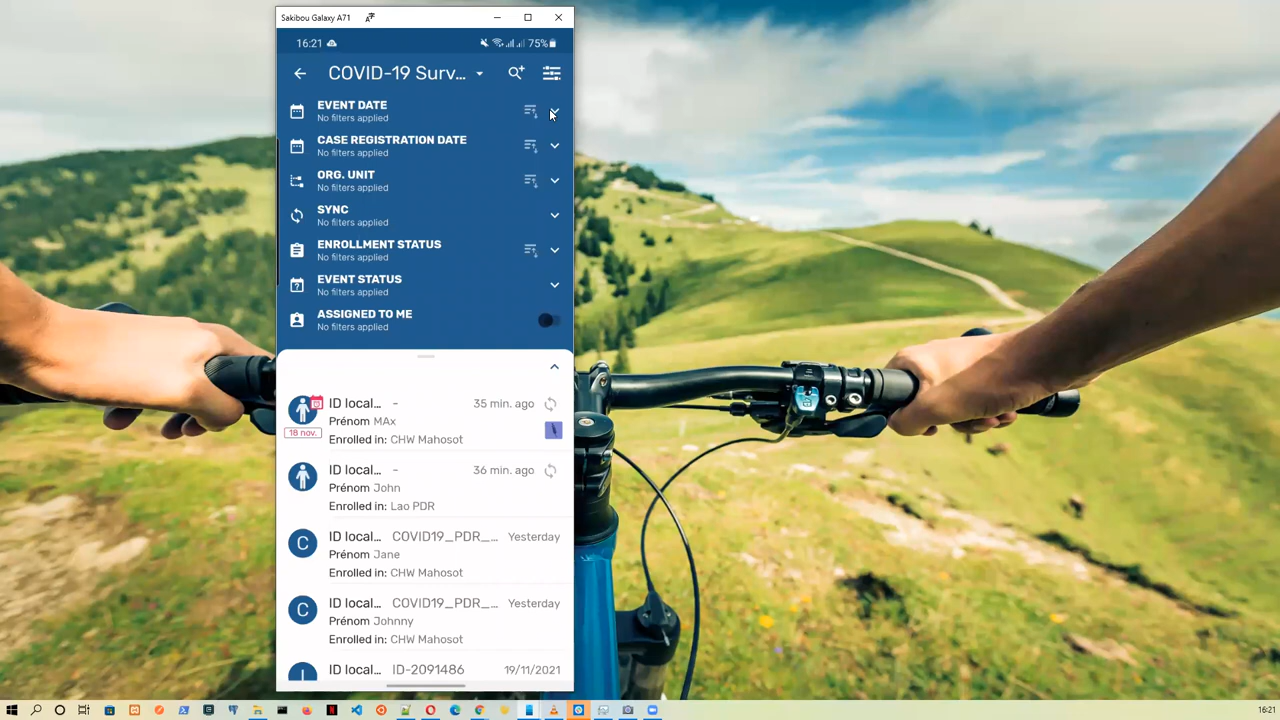 Sakibou Galaxy A71
16:21
75%
COVID-19 Surv...
EVENT DATE
No filters applied
CASE REGISTRATION DATE
No filters applied
ORG. UNIT
No filters applied
SYNC
No filters applied
ENROLLMENT STATUS
No filters applied
EVENT STATUS
No filters applied
ASSIGNED TO ME
No filters applied
ID local... - 35 min. ago
Prénom MAx
18 nov.
Enrolled in: CHW Mahosot
ID local... - 36 min. ago
Prénom John
Enrolled in: Lao PDR
C ID local... COVID19_PDR_... Yesterday
Prénom Jane
Enrolled in: CHW Mahosot
C ID local... COVID19_PDR_... Yesterday
Prénom Johnny
Enrolled in: CHW Mahosot
ID local... ID-2091486 19/11/2021
16:21